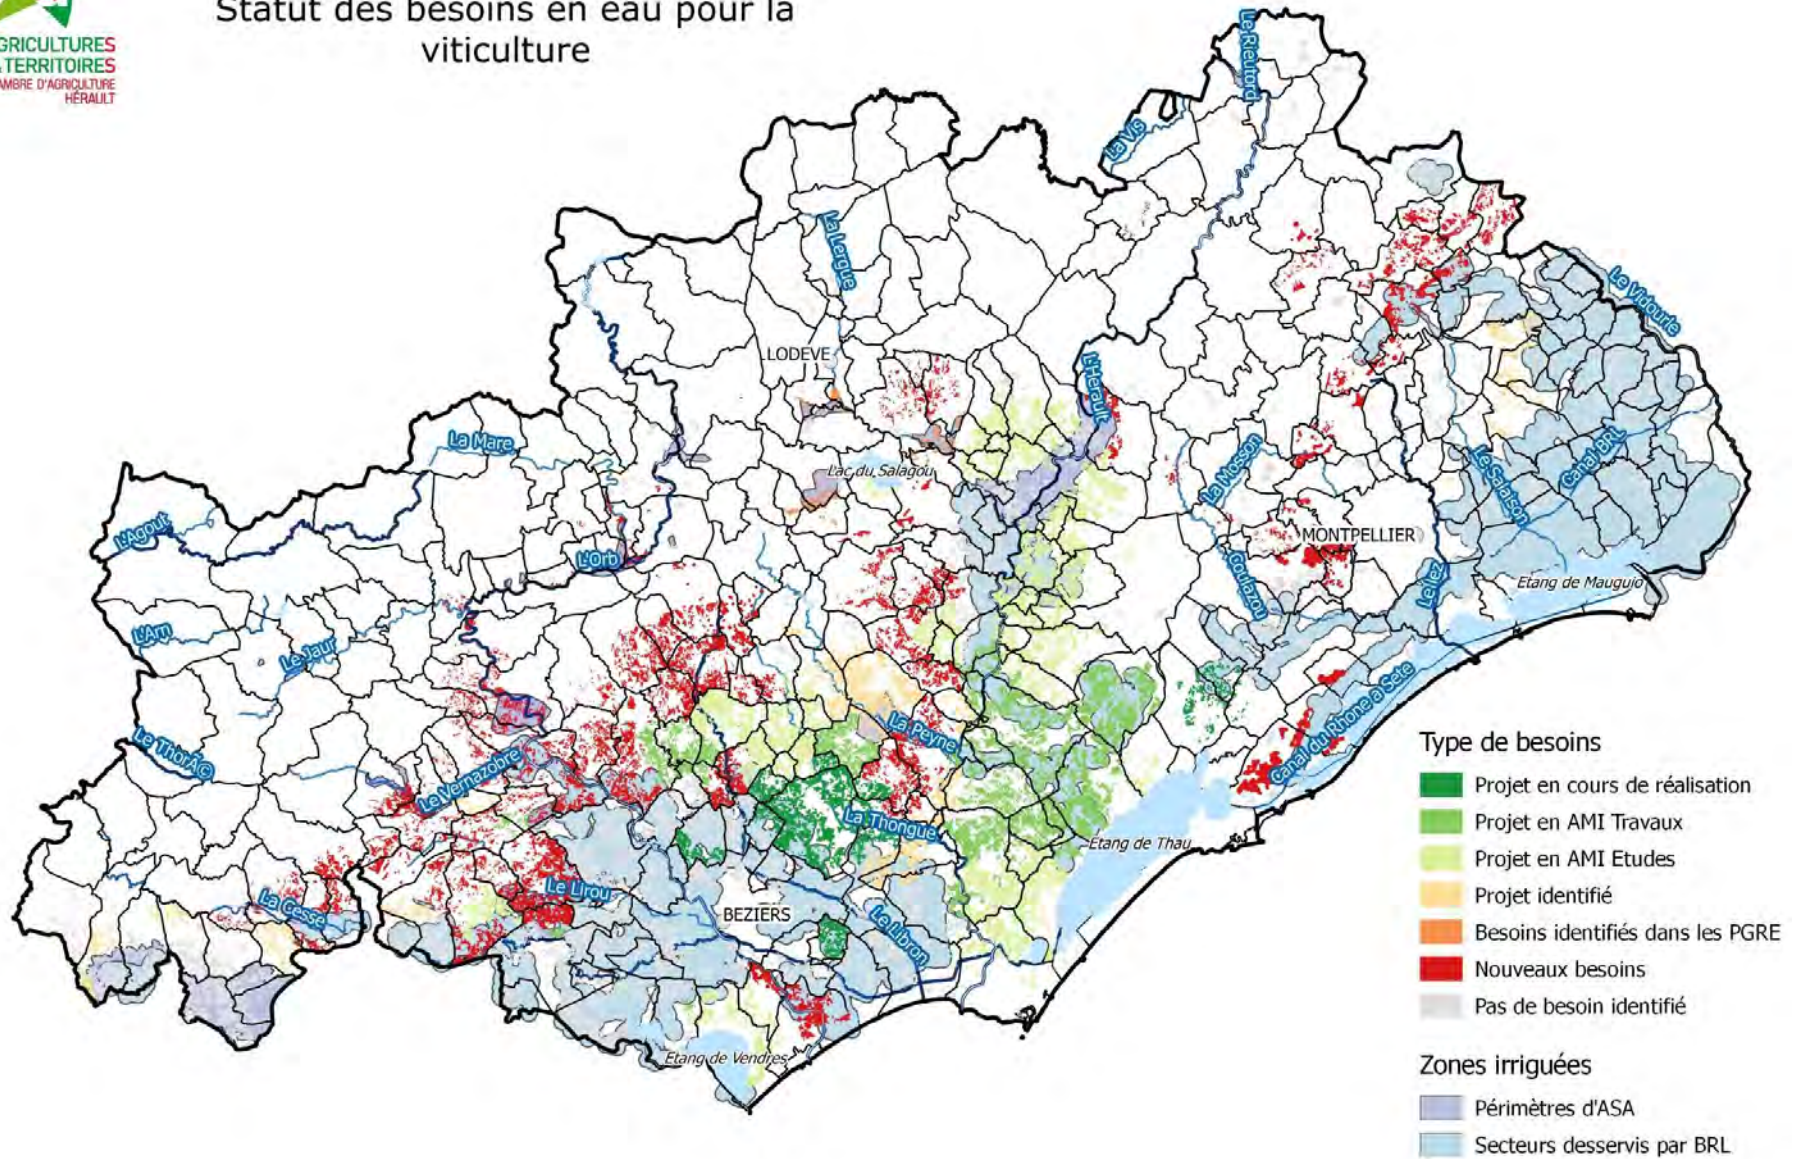 Statut des besoins en eau pour la
viticulture
GRICULTURES
TERRITOIRES
AMBRE D'AGRICULTURE
HÉRAULT
Le Rieutord
La Vis
La Lergue
Le Vidourle
LODEVE
L'Hérault
La Mare
Lac du Salagou
La Mosson
Le Salaison
Canal BRL
L'Agout
L'Orb
MONTPELLIER
Coulazou
Le Lez
Etang de Mauguio
L'Arn
Le Jaur
Le ThorÃ©
La Peyne
Canal du Rhone à Sete
Le Vernazobre
La Thongue
Etang de Thau
La Cesse
Le Lirou
BEZIERS
Le Libron
Etang de Vendres
Type de besoins
Projet en cours de réalisation
Projet en AMI Travaux
Projet en AMI Etudes
Projet identifié
Besoins identifiés dans les PGRE
Nouveaux besoins
Pas de besoin identifié
Zones irriguées
Périmètres d'ASA
Secteurs desservis par BRL